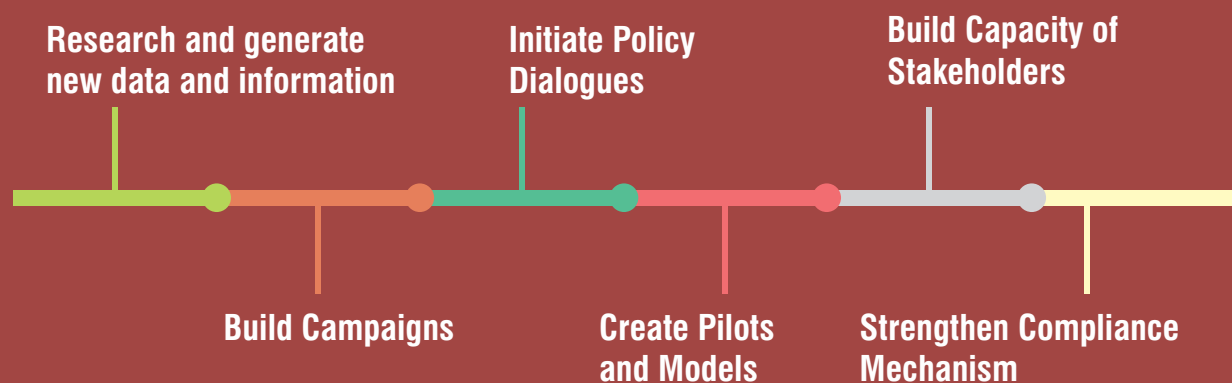 Research and generate
new data and information
Initiate Policy
Dialogues
Build Capacity of
Stakeholders
Build Campaigns
Create Pilots
and Models
Strengthen Compliance
Mechanism